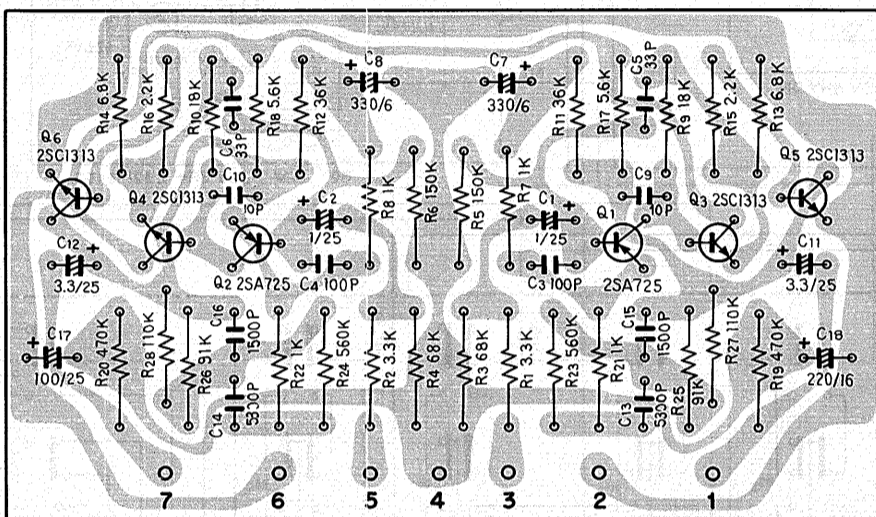 C8
330/6
C7
330/6
R14 6.8K
R16 2.2K
R10 18K
C6 33P
R18 5.6K
R12 36K
R11 36K
R17 5.6K
C5 33P
R9 18K
R15 2.2K
R13 6.8K
Q6
2SC1313
Q5 2SC1313
Q4 2SC1313
C10
10P
C2
1/25
R8 1K
R6 150K
R5 150K
R7 1K
C1
1/25
C9
10P
Q1
Q3 2SC1313
C12
3.3/25
Q2 2SA725
C4 100P
C3 100P
2SA725
C11
3.3/25
C17
100/25
R20 470K
R28 110K
R26 91K
C16 1500P
C14 5300P
R22 1K
R24 560K
R2 3.3K
R4 68K
R3 68K
R1 3.3K
R23 560K
R21 1K
C15 1500P
C13 5300P
R25 91K
R27 110K
R19 470K
C18
220/16
7 6 5 4 3 2 1